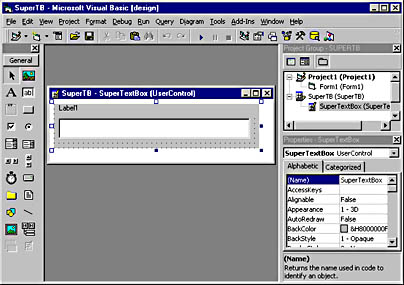 SuperTB - Microsoft Visual Basic [design]
File Edit View Project Format Debug Run Query Diagram Tools Add-Ins Window Help
General
A
ab|
SuperTB - SuperTextBox (UserControl)
Label1
Project Group - SUPERTB
Project1 (Project1)
Form1 (Form1)
SuperTB (SuperTB)
SuperTextBox (SuperTe
Properties - SuperTextBox
SuperTextBox UserControl
Alphabetic Categorized
(Name) SuperTextBox
AccessKeys
Alignable False
Appearance 1 - 3D
AutoRedraw False
BackColor &H8000000F
BackStyle 1 - Opaque
(Name)
Returns the name used in code to
identify an object.